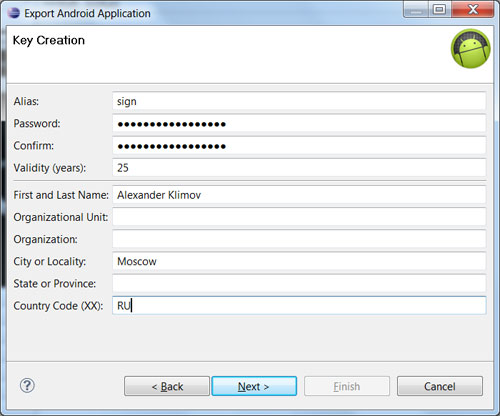 Export Android Application
Key Creation
Alias: sign
Password: ●●●●●●●●●●●●●●●●●
Confirm: ●●●●●●●●●●●●●●●●●
Validity (years): 25
First and Last Name: Alexander Klimov
Organizational Unit:
Organization:
City or Locality: Moscow
State or Province:
Country Code (XX): RU
? < Back Next > Finish Cancel